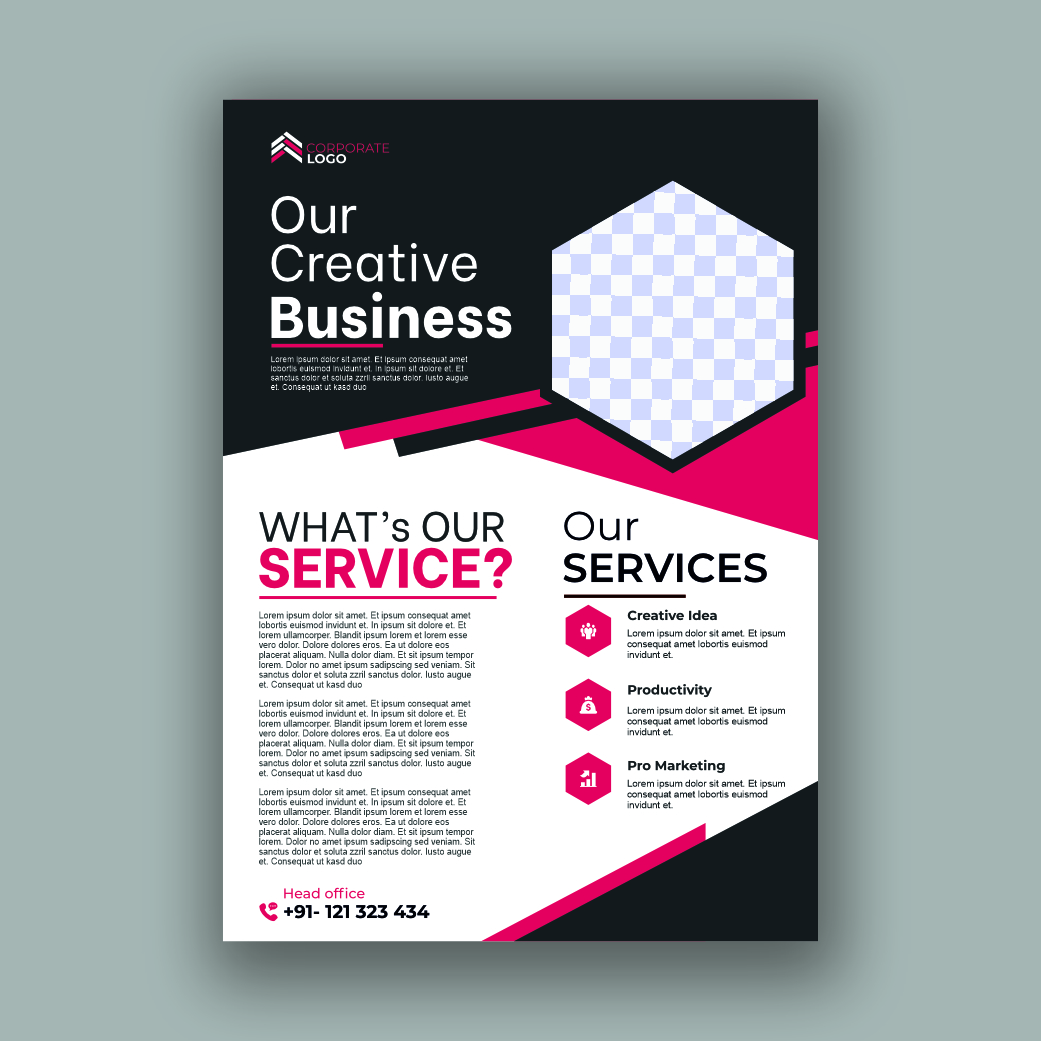 CORPORATE
LOGO
Our
Creative
Business
Lorem ipsum dolor sit amet. Et ipsum consequat amet
lobortis euismod invidunt et. In ipsum dolor sit amet. Et
sanctus dolor et soluta zzril sanctus dolor. Iusto augue
et. Consequat ut kasd duo
WHAT's OUR
SERVICE?
Lorem ipsum dolor sit amet. Et ipsum consequat amet
lobortis euismod invidunt et. In ipsum dolor sit amet. Et
lorem ullamcorper. Blandit ipsum lorem et lorem esse
vero dolor. Dolore dolores eros. Ea ut dolore eos
placerat aliquam. Nulla dolor diam. Et sit ipsum tempor
lorem. Dolor no amet ipsum sadipscing sed veniam. Sit
sanctus dolor et soluta zzril sanctus dolor. Iusto augue
et. Consequat ut kasd duo
Lorem ipsum dolor sit amet. Et ipsum consequat amet
lobortis euismod invidunt et. In ipsum dolor sit amet. Et
lorem ullamcorper. Blandit ipsum lorem et lorem esse
vero dolor. Dolore dolores eros. Ea ut dolore eos
placerat aliquam. Nulla dolor diam. Et sit ipsum tempor
lorem. Dolor no amet ipsum sadipscing sed veniam. Sit
sanctus dolor et soluta zzril sanctus dolor. Iusto augue
et. Consequat ut kasd duo
Lorem ipsum dolor sit amet. Et ipsum consequat amet
lobortis euismod invidunt et. In ipsum dolor sit amet. Et
lorem ullamcorper. Blandit ipsum lorem et lorem esse
vero dolor. Dolore dolores eros. Ea ut dolore eos
placerat aliquam. Nulla dolor diam. Et sit ipsum tempor
lorem. Dolor no amet ipsum sadipscing sed veniam. Sit
sanctus dolor et soluta zzril sanctus dolor. Iusto augue
et. Consequat ut kasd duo
Head office
+91- 121 323 434
Our
SERVICES
Creative Idea
Lorem ipsum dolor sit amet. Et ipsum
consequat amet lobortis euismod
invidunt et.
$
Productivity
Lorem ipsum dolor sit amet. Et ipsum
consequat amet lobortis euismod
invidunt et.
Pro Marketing
Lorem ipsum dolor sit amet. Et ipsum
consequat amet lobortis euismod
invidunt et.